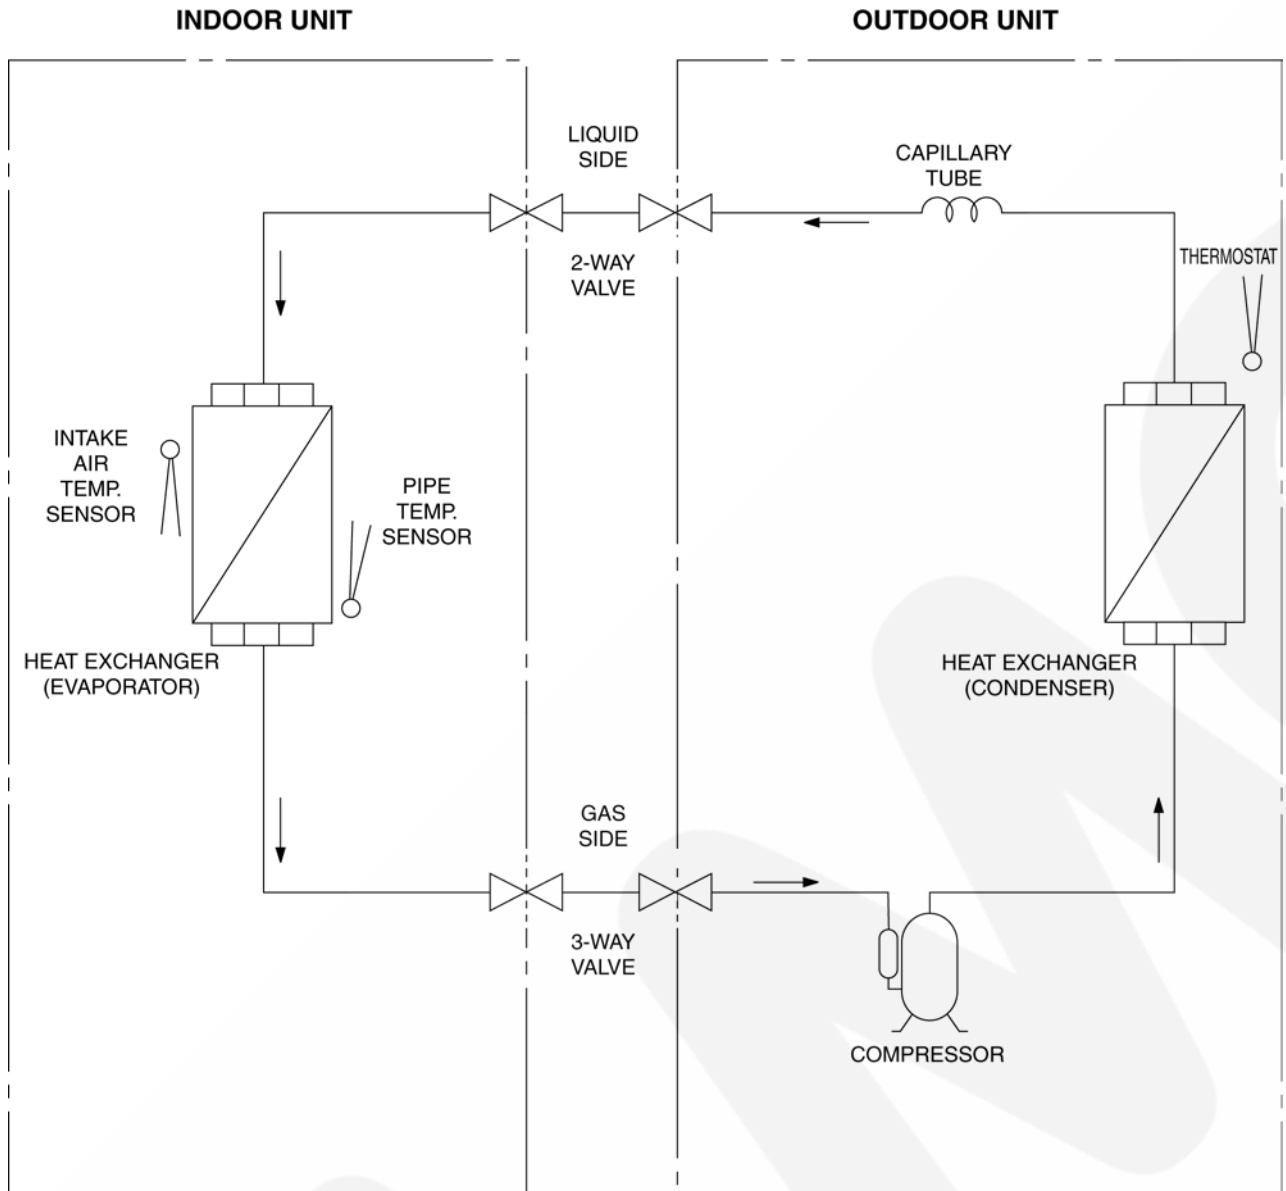 INDOOR UNIT
OUTDOOR UNIT
LIQUID
SIDE
CAPILLARY
TUBE
2-WAY
VALVE
THERMOSTAT
INTAKE
AIR
TEMP.
SENSOR
PIPE
TEMP.
SENSOR
HEAT EXCHANGER
(EVAPORATOR)
HEAT EXCHANGER
(CONDENSER)
GAS
SIDE
3-WAY
VALVE
COMPRESSOR